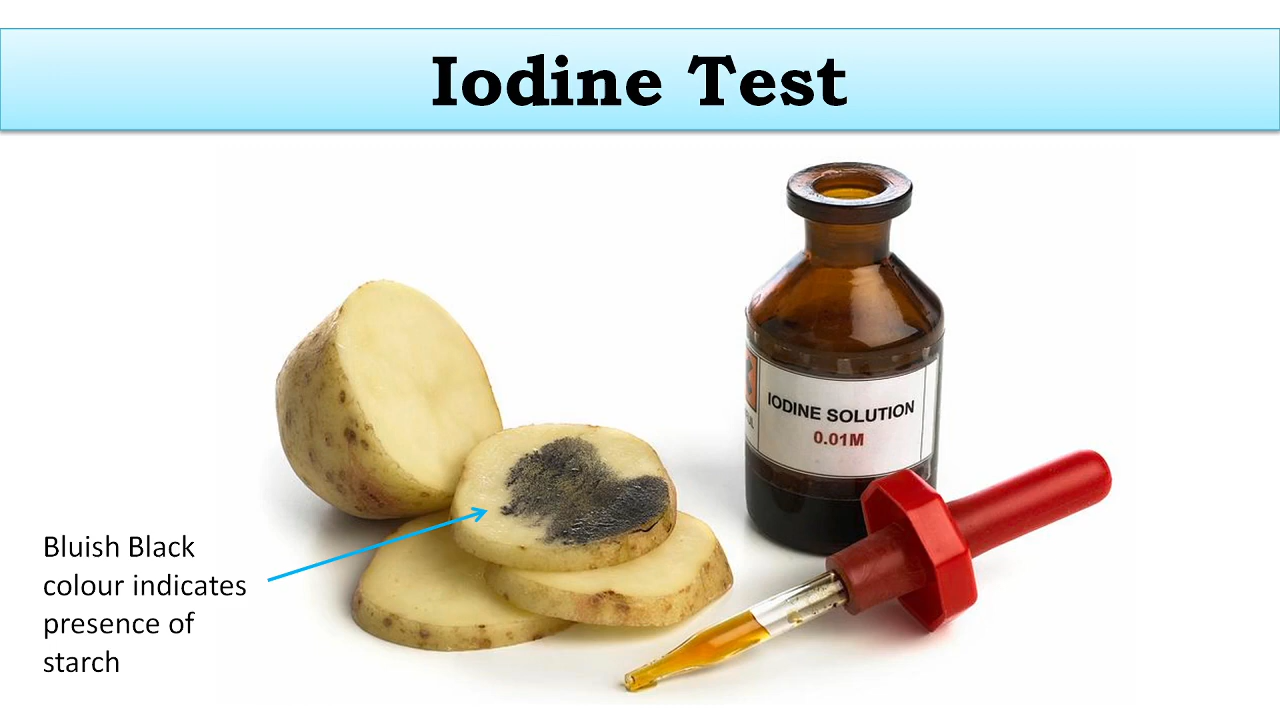 Iodine Test
IODINE SOLUTION
0.01M
Bluish Black
colour indicates
presence of
starch